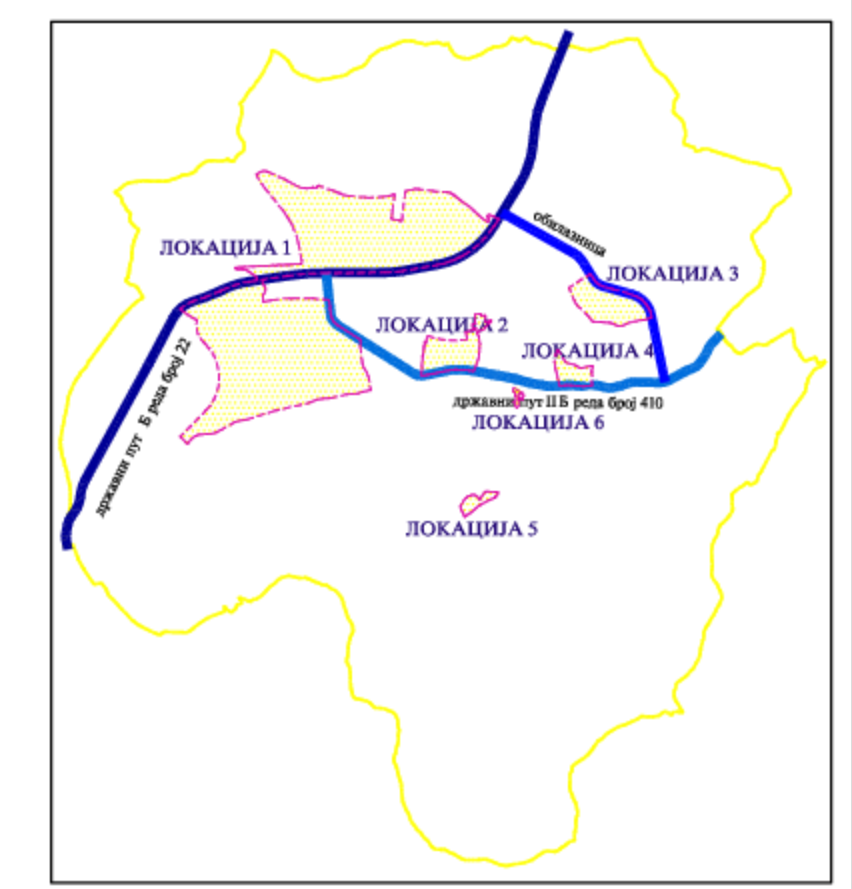 обилазница
ЛОКАЦИЈА 1
ЛОКАЦИЈА 3
ЛОКАЦИЈА 2
ЛОКАЦИЈА 4
државни пут Б реда број 22
државни пут II Б реда број 410
ЛОКАЦИЈА 6
ЛОКАЦИЈА 5